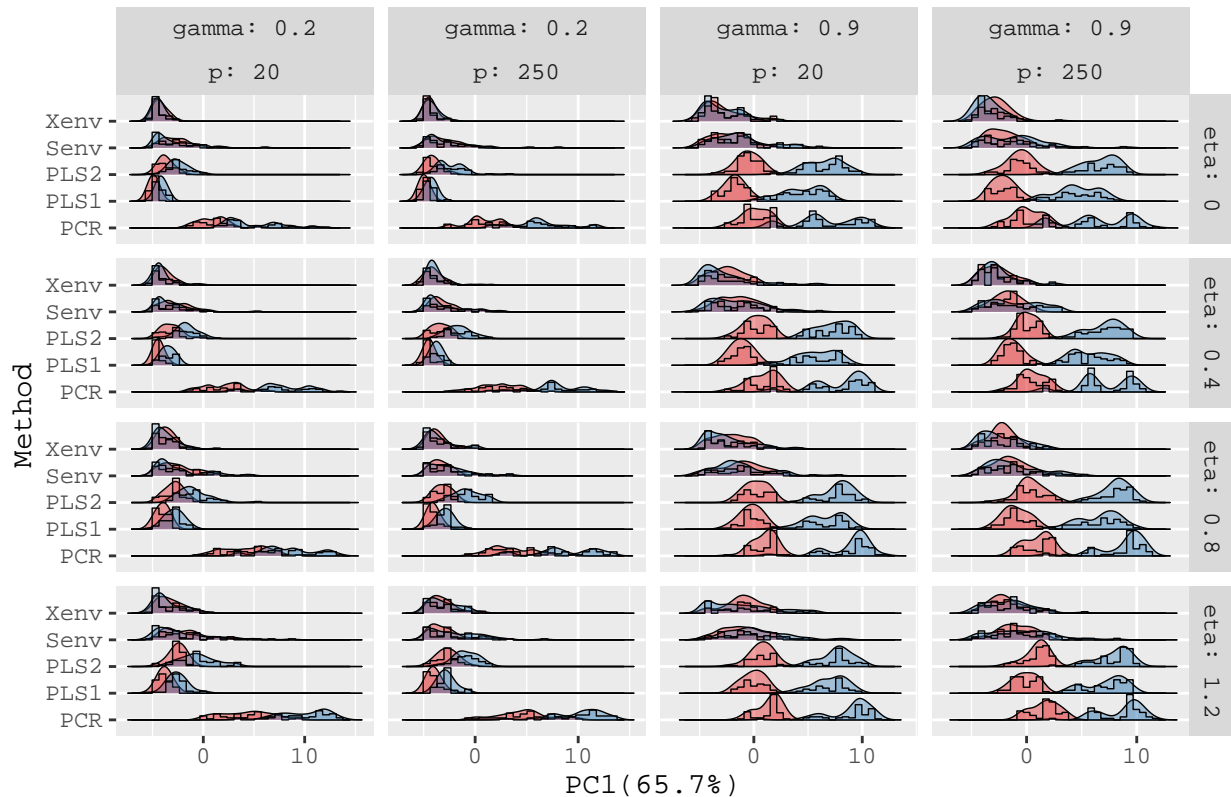 gamma: 0.2 gamma: 0.2 gamma: 0.9 gamma: 0.9
p: 20 p: 250 p: 20 p: 250
Xenv
Senv
PLS2
PLS1
PCR
eta: 0
Xenv
Senv
PLS2
PLS1
PCR
eta: 0.4
Xenv
Senv
PLS2
PLS1
PCR
eta: 0.8
Xenv
Senv
PLS2
PLS1
PCR
eta: 1.2
Method
0 10 0 10 0 10 0 10
PC1(65.7%)